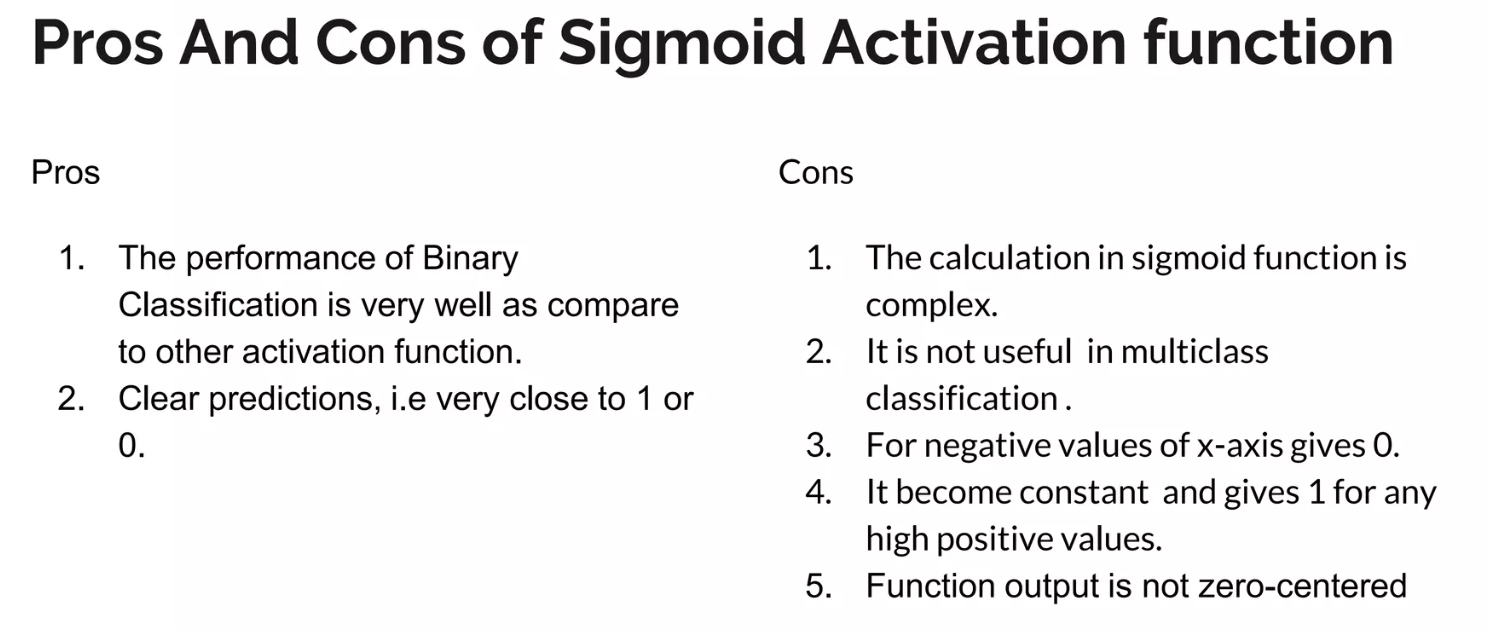 Pros And Cons of Sigmoid Activation function
Pros
1. The performance of Binary
Classification is very well as compare
to other activation function.
2. Clear predictions, i.e very close to 1 or
0.
Cons
1. The calculation in sigmoid function is
complex.
2. It is not useful in multiclass
classification .
3. For negative values of x-axis gives 0.
4. It become constant and gives 1 for any
high positive values.
5. Function output is not zero-centered